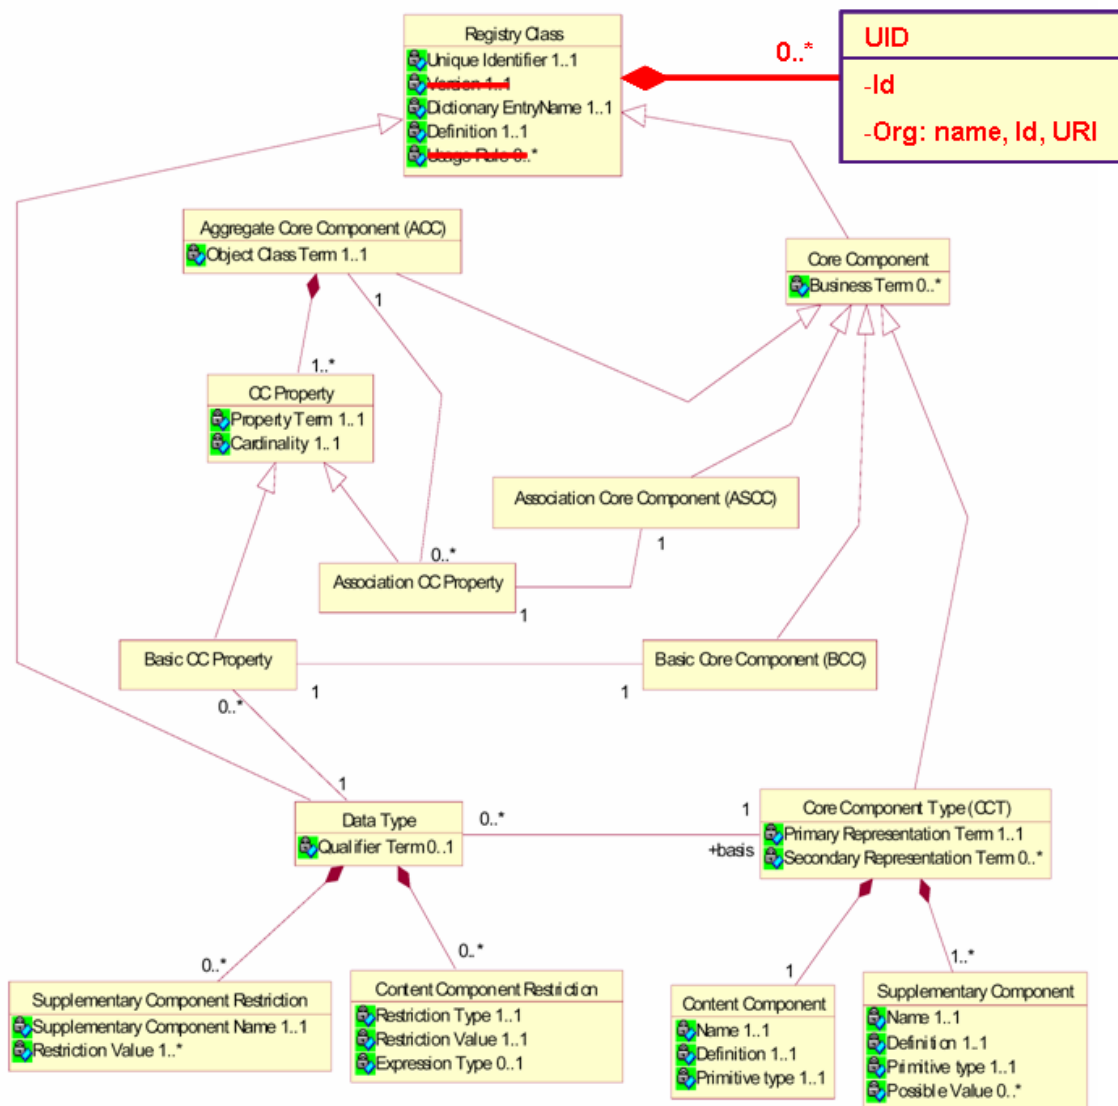 Registry Class
Unique Identifier 1..1
Version 1..1
Dictionary EntryName 1..1
Definition 1..1
Usage Rule 0..*
0..*
UID
-Id
-Org: name, Id, URI
Aggregate Core Component (ACC)
Object Class Term 1..1
Core Component
Business Term 0..*
1
1..*
CC Property
Property Term 1..1
Cardinality 1..1
Association Core Component (ASCC)
1
0..*
Association CC Property
1
Basic CC Property
Basic Core Component (BCC)
1
1
0..*
1
Data Type
Qualifier Term 0..1
0..*
1
+basis
Core Component Type (CCT)
Primary Representation Term 1..1
Secondary Representation Term 0..*
0..*
0..*
1
1..*
Supplementary Component Restriction
Supplementary Component Name 1..1
Restriction Value 1..*
Content Component Restriction
Restriction Type 1..1
Restriction Value 1..1
Expression Type 0..1
Content Component
Name 1..1
Definition 1..1
Primitive type 1..1
Supplementary Component
Name 1..1
Definition 1..1
Primitive type 1..1
Possible Value 0..*